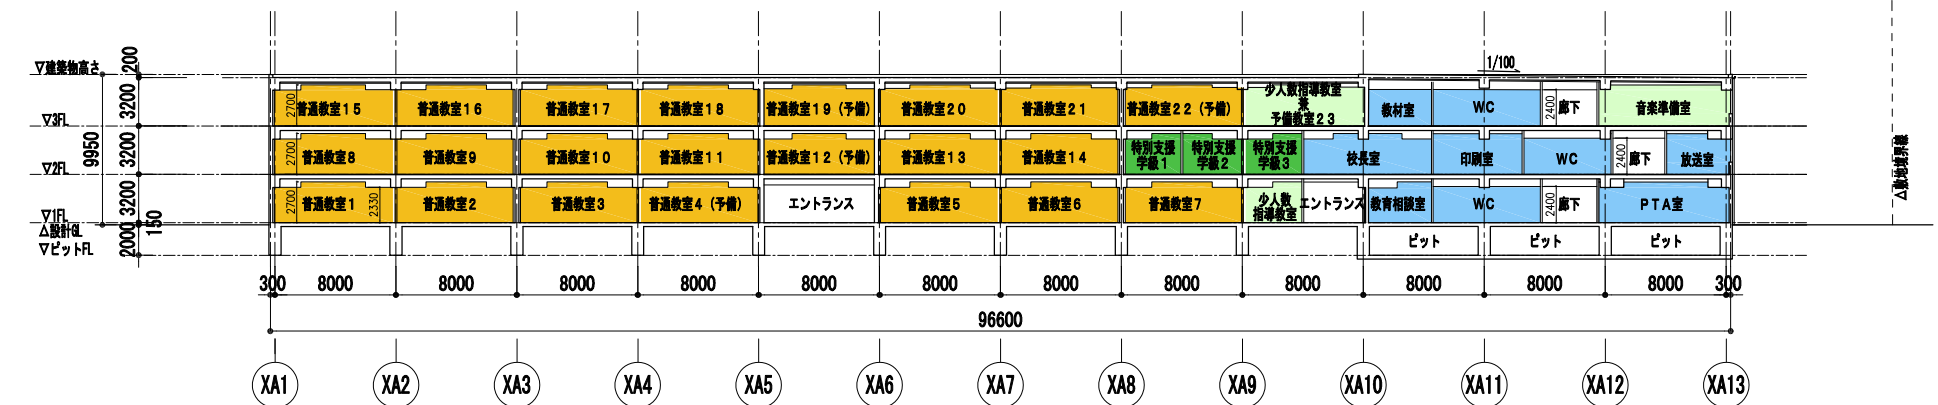 ▽建築物高さ
200
1/100
3200
2700
普通教室15
普通教室16
普通教室17
普通教室18
普通教室19(予備)
普通教室20
普通教室21
普通教室22(予備)
少人数指導教室
兼
予備教室23
教材室
WC
2400
廊下
音楽準備室
▽3FL
9950
3200
2700
普通教室8
普通教室9
普通教室10
普通教室11
普通教室12(予備)
普通教室13
普通教室14
特別支援
学級1
特別支援
学級2
特別支援
学級3
校長室
印刷室
WC
2400
廊下
放送室
△敷地境界線
▽2FL
3200
2700
普通教室1
2330
普通教室2
普通教室3
普通教室4(予備)
エントランス
普通教室5
普通教室6
普通教室7
少人数
指導教室
エントランス
教育相談室
WC
2400
廊下
PTA室
▽1FL
△設計GL
150
▽ピットFL
2000
ピット
ピット
ピット
300
8000
8000
8000
8000
8000
8000
8000
8000
8000
8000
8000
8000
300
96600
XA1
XA2
XA3
XA4
XA5
XA6
XA7
XA8
XA9
XA10
XA11
XA12
XA13